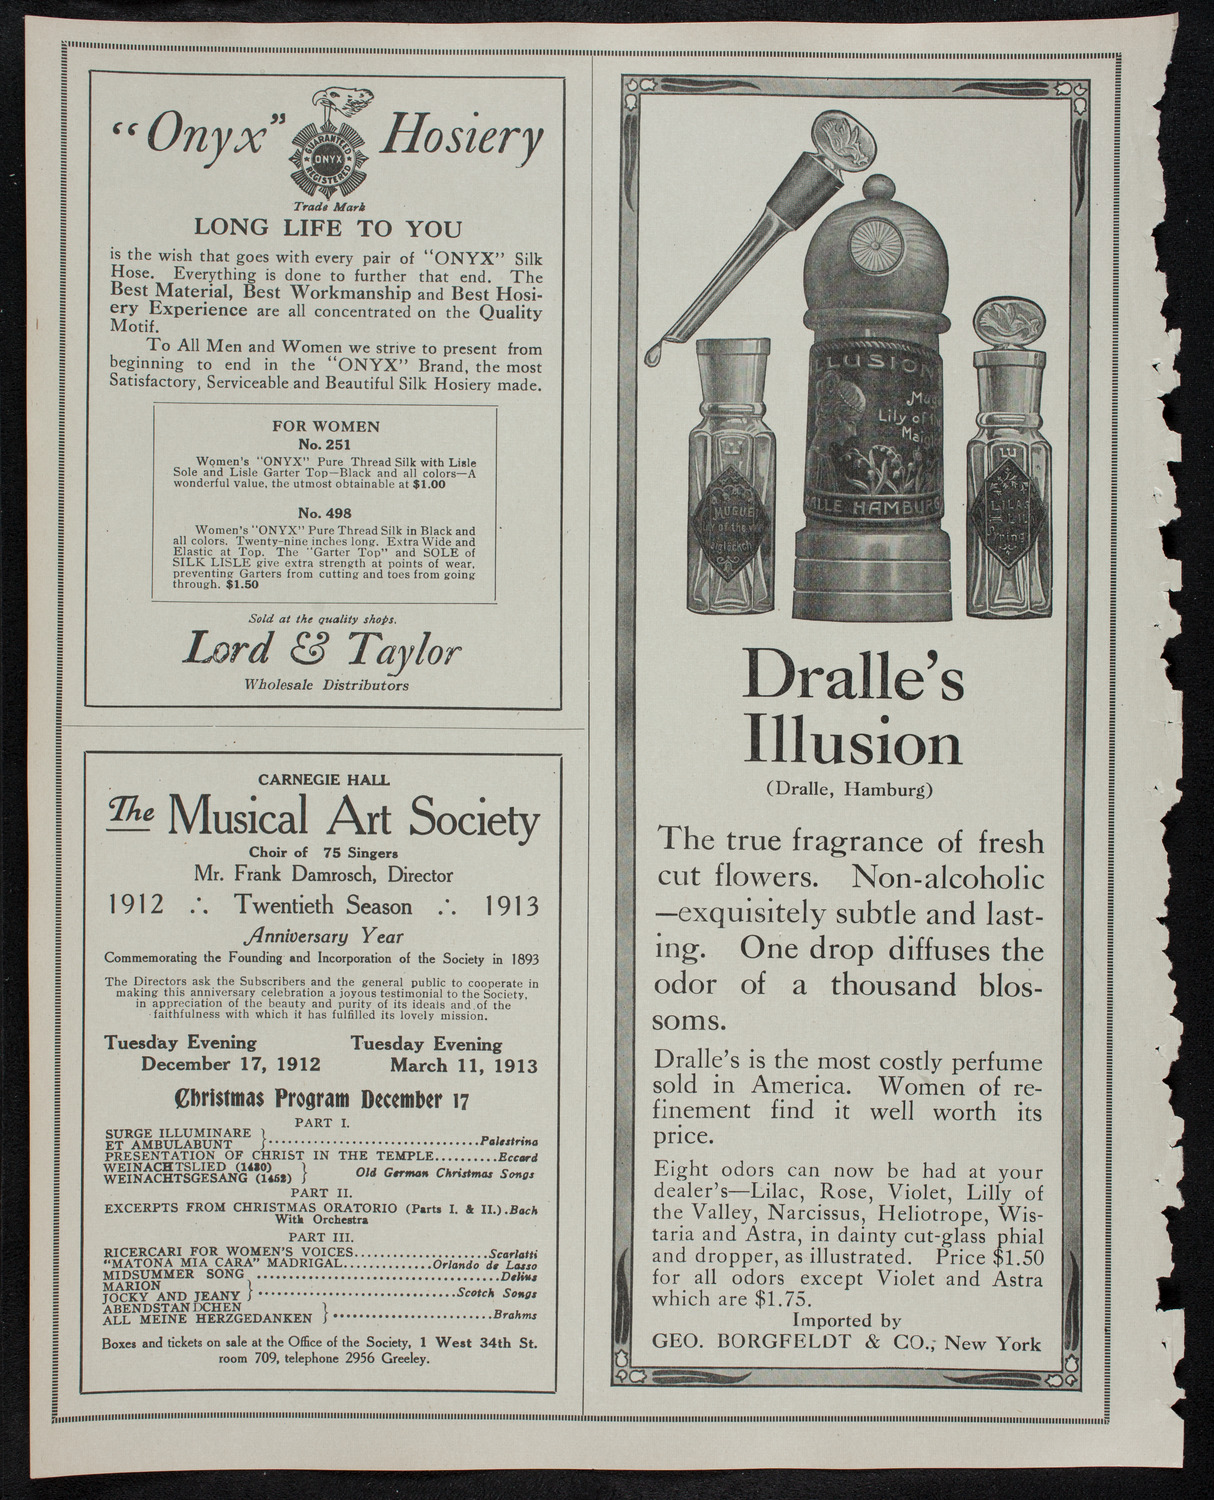 "Onyx" Hosiery
GUARANTEED
ONYX
REGISTERED
Trade Mark
LONG LIFE TO YOU
is the wish that goes with every pair of "ONYX" Silk
Hose. Everything is done to further that end. The
Best Material, Best Workmanship and Best Hosi-
ery Experience are all concentrated on the Quality
Motif.
To All Men and Women we strive to present from
beginning to end in the "ONYX" Brand, the most
Satisfactory, Serviceable and Beautiful Silk Hosiery made.
FOR WOMEN
No. 251
Women's "ONYX" Pure Thread Silk with Lisle
Sole and Lisle Garter Top—Black and all colors—A
wonderful value, the utmost obtainable at $1.00
No. 498
Women's "ONYX" Pure Thread Silk in Black and
all colors. Twenty-nine inches long. Extra Wide and
Elastic at Top. The "Garter Top" and SOLE of
SILK LISLE give extra strength at points of wear,
preventing Garters from cutting and toes from going
through. $1.50
Sold at the quality shops.
Lord & Taylor
Wholesale Distributors
CARNEGIE HALL
The Musical Art Society
Choir of 75 Singers
Mr. Frank Damrosch, Director
1912 ∴ Twentieth Season ∴ 1913
Anniversary Year
Commemorating the Founding and Incorporation of the Society in 1893
The Directors ask the Subscribers and the general public to cooperate in
making this anniversary celebration a joyous testimonial to the Society,
in appreciation of the beauty and purity of its ideals and of the
faithfulness with which it has fulfilled its lovely mission.
Tuesday Evening Tuesday Evening
December 17, 1912 March 11, 1913
Christmas Program December 17
PART I.
SURGE ILLUMINARE
ET AMBULABUNT } Palestrina
PRESENTATION OF CHRIST IN THE TEMPLE..........Eccard
WEINACHTSLIED (1480)
WEINACHTSGESANG (1452) } Old German Christmas Songs
PART II.
EXCERPTS FROM CHRISTMAS ORATORIO (Parts I. & II.).Bach
With Orchestra
PART III.
RICERCARI FOR WOMEN'S VOICES.....................Scarlatti
"MATONA MIA CARA" MADRIGAL..............Orlando de Lasso
MIDSUMMER SONG ......................................Delius
MARION
JOCKY AND JEANY } ................................Scotch Songs
ABENDSTANDCHEN
ALL MEINE HERZGEDANKEN } ..........................Brahms
Boxes and tickets on sale at the Office of the Society, 1 West 34th St.
room 709, telephone 2956 Greeley.
ILLUSION
Lily of the
HAMBURG
MUGUET
LILAS
Dralle's
Illusion
(Dralle, Hamburg)
The true fragrance of fresh
cut flowers. Non-alcoholic
—exquisitely subtle and last-
ing. One drop diffuses the
odor of a thousand blos-
soms.
Dralle's is the most costly perfume
sold in America. Women of re-
finement find it well worth its
price.
Eight odors can now be had at your
dealer's—Lilac, Rose, Violet, Lilly of
the Valley, Narcissus, Heliotrope, Wis-
taria and Astra, in dainty cut-glass phial
and dropper, as illustrated. Price $1.50
for all odors except Violet and Astra
which are $1.75.
Imported by
GEO. BORGFELDT & CO., New York